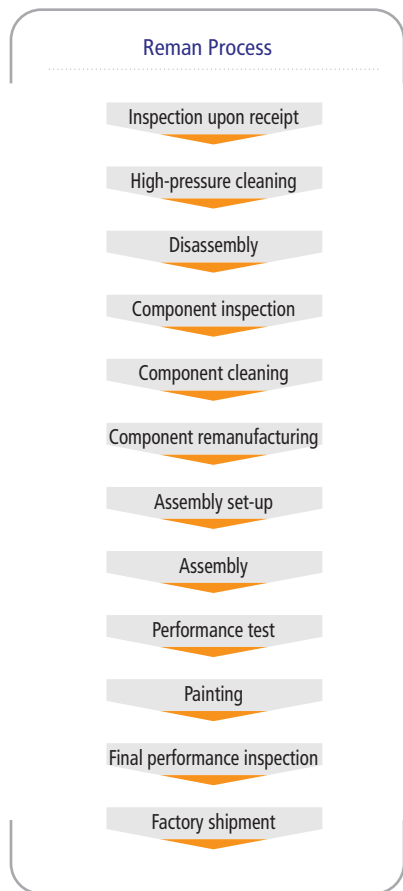 Reman Process
Inspection upon receipt
High-pressure cleaning
Disassembly
Component inspection
Component cleaning
Component remanufacturing
Assembly set-up
Assembly
Performance test
Painting
Final performance inspection
Factory shipment